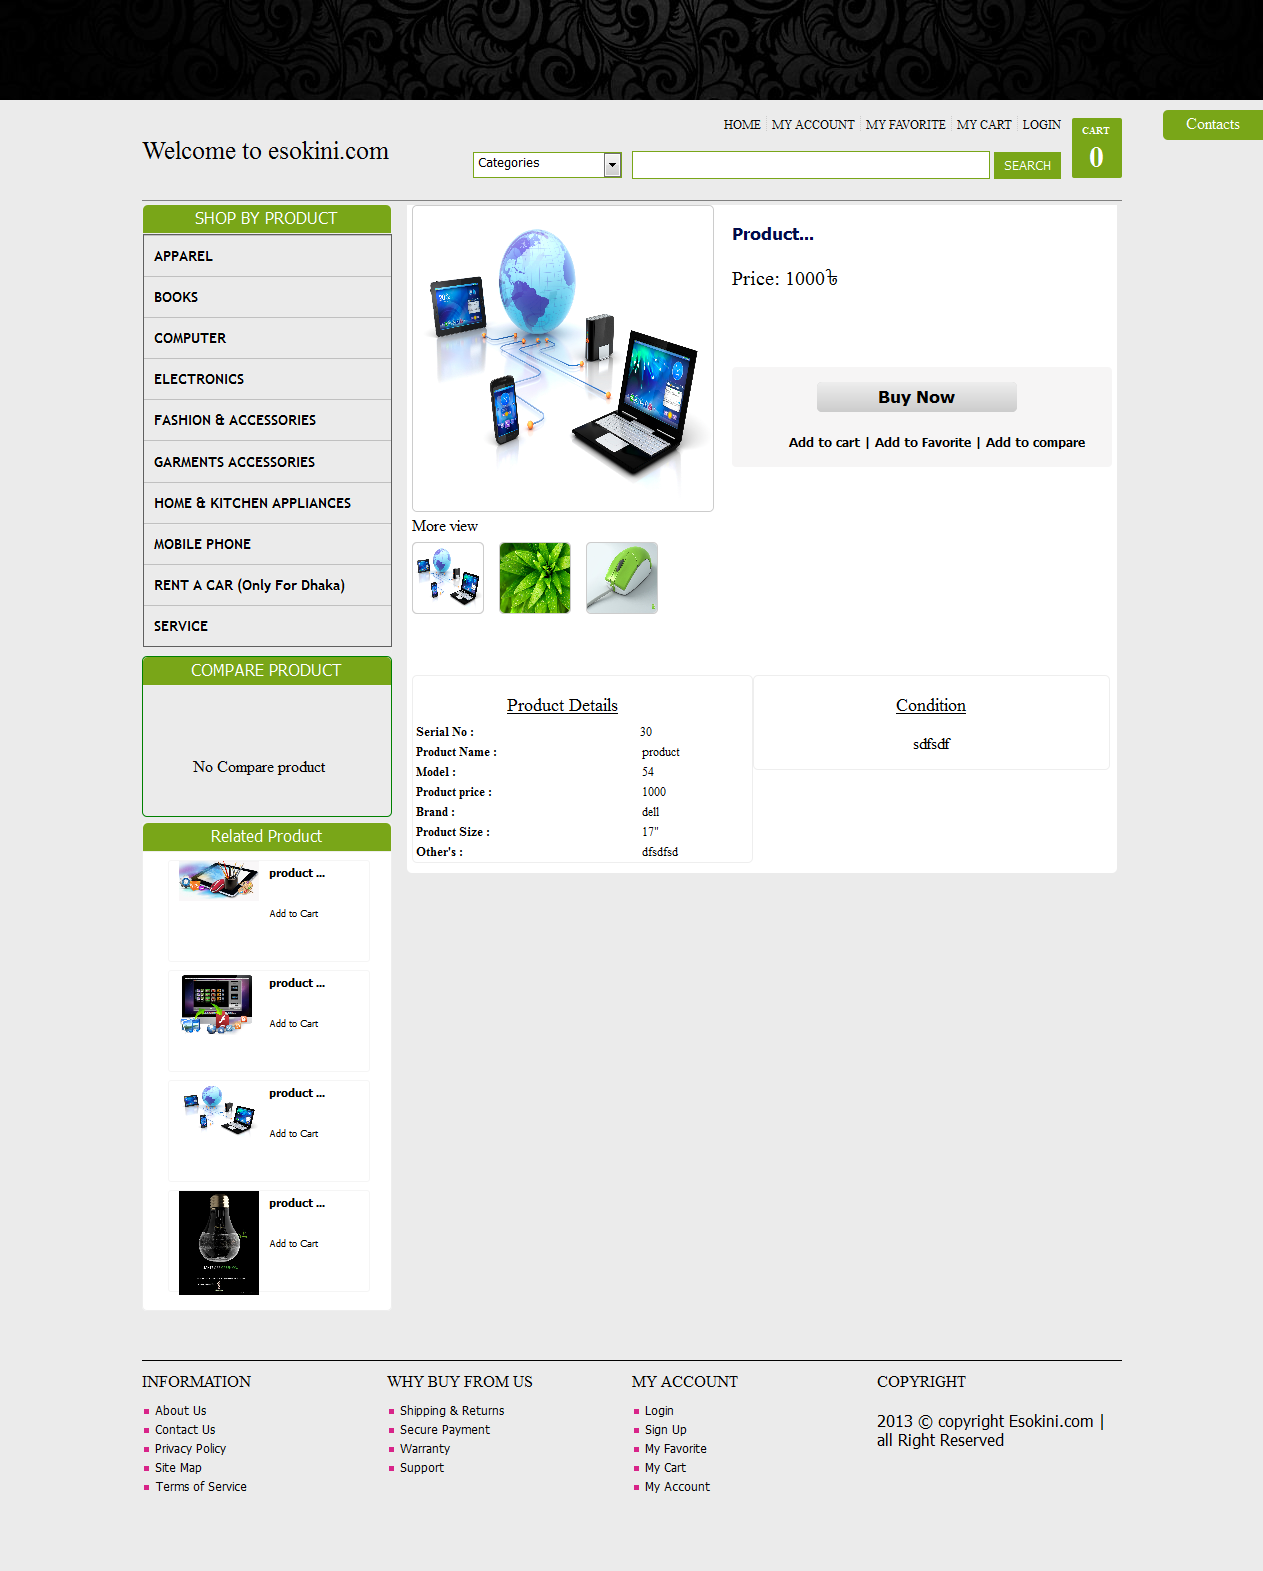 HOME MY ACCOUNT MY FAVORITE MY CART LOGIN
CART
0
Contacts
Welcome to esokini.com
Categories
SEARCH
SHOP BY PRODUCT
APPAREL
BOOKS
COMPUTER
ELECTRONICS
FASHION & ACCESSORIES
GARMENTS ACCESSORIES
HOME & KITCHEN APPLIANCES
MOBILE PHONE
RENT A CAR (Only For Dhaka)
SERVICE
COMPARE PRODUCT
No Compare product
Related Product
product ...
Add to Cart
product ...
Add to Cart
product ...
Add to Cart
product ...
Add to Cart
Product...
Price: 1000৳
Buy Now
Add to cart | Add to Favorite | Add to compare
More view
Product Details
Serial No : 30
Product Name : product
Model : 54
Product price : 1000
Brand : dell
Product Size : 17"
Other's : dfsdfsd
Condition
sdfsdf
INFORMATION
About Us
Contact Us
Privacy Policy
Site Map
Terms of Service
WHY BUY FROM US
Shipping & Returns
Secure Payment
Warranty
Support
MY ACCOUNT
Login
Sign Up
My Favorite
My Cart
My Account
COPYRIGHT
2013 © copyright Esokini.com |
all Right Reserved